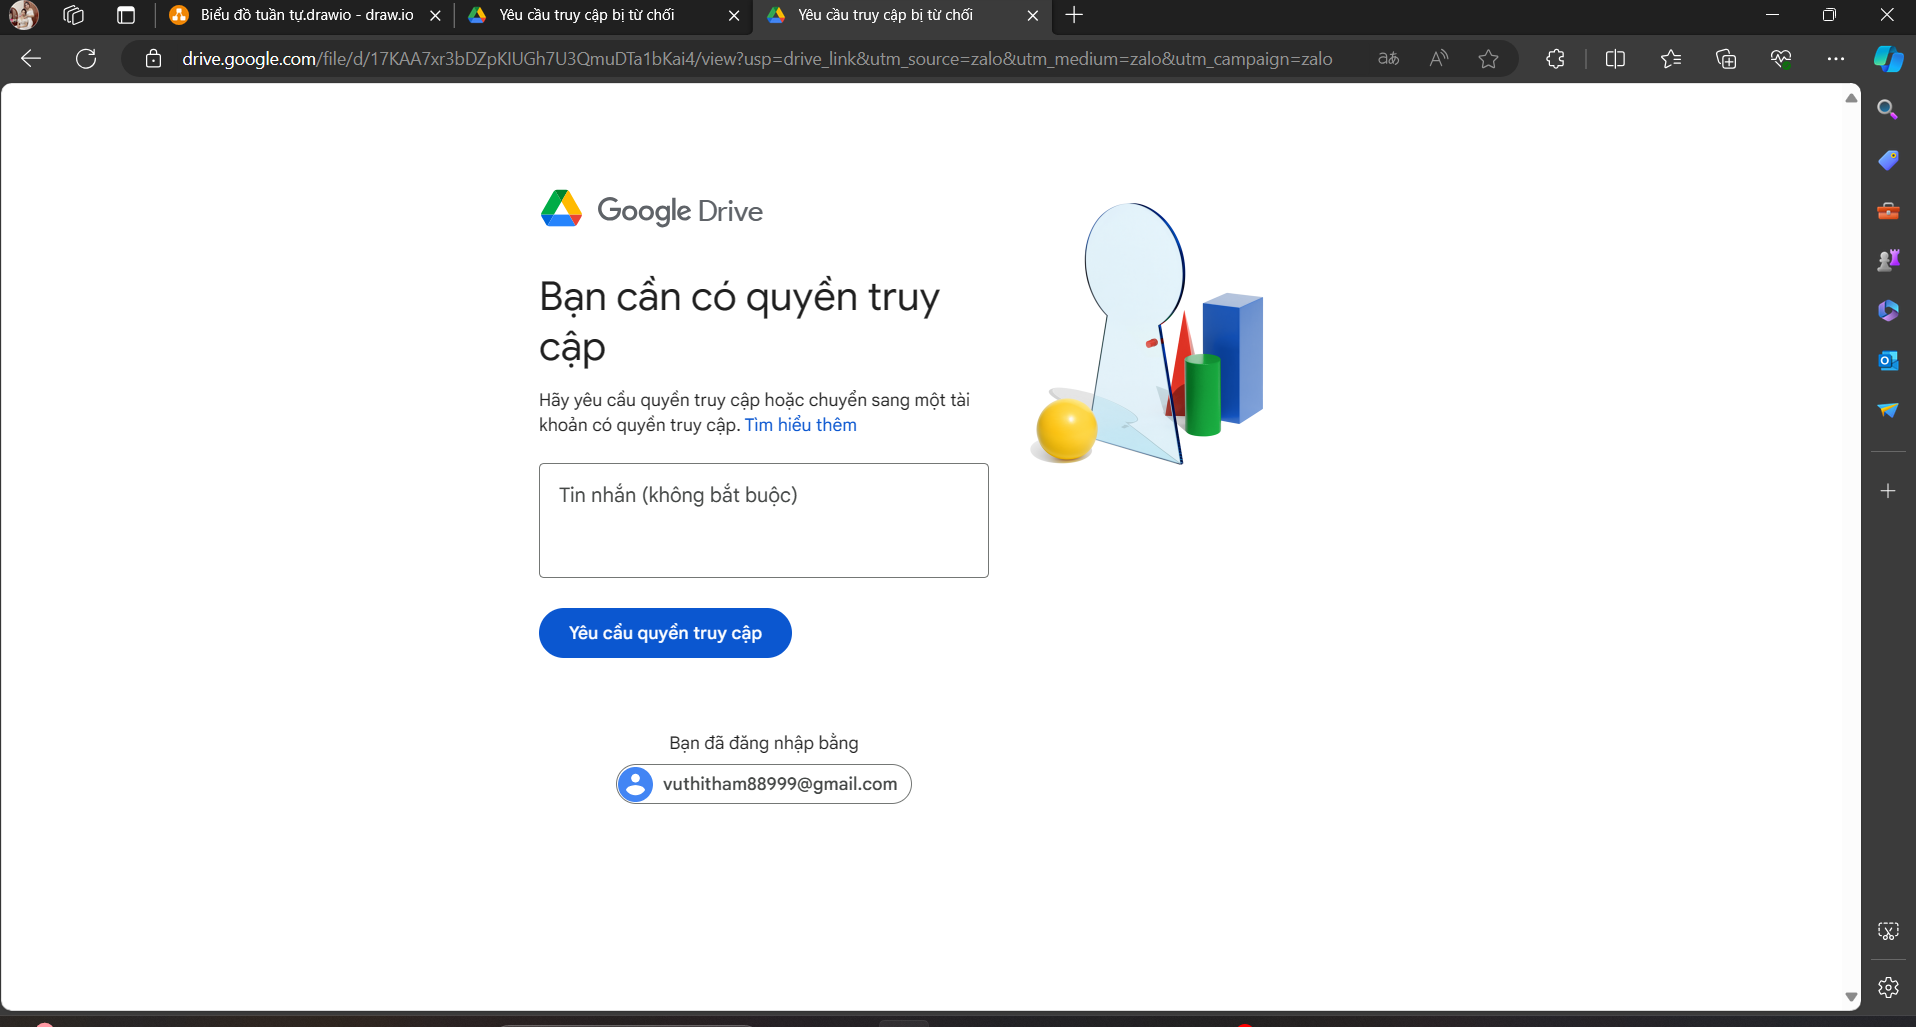 Biểu đồ tuần tự.drawio - draw.io
Yêu cầu truy cập bị từ chối
Yêu cầu truy cập bị từ chối
drive.google.com/file/d/17KAA7xr3bDZpKIUGh7U3QmuDTa1bKai4/view?usp=drive_link&utm_source=zalo&utm_medium=zalo&utm_campaign=zalo
Google Drive
Bạn cần có quyền truy
cập
Hãy yêu cầu quyền truy cập hoặc chuyển sang một tài
khoản có quyền truy cập. Tìm hiểu thêm
Tin nhắn (không bắt buộc)
Yêu cầu quyền truy cập
Bạn đã đăng nhập bằng
vuthitham88999@gmail.com